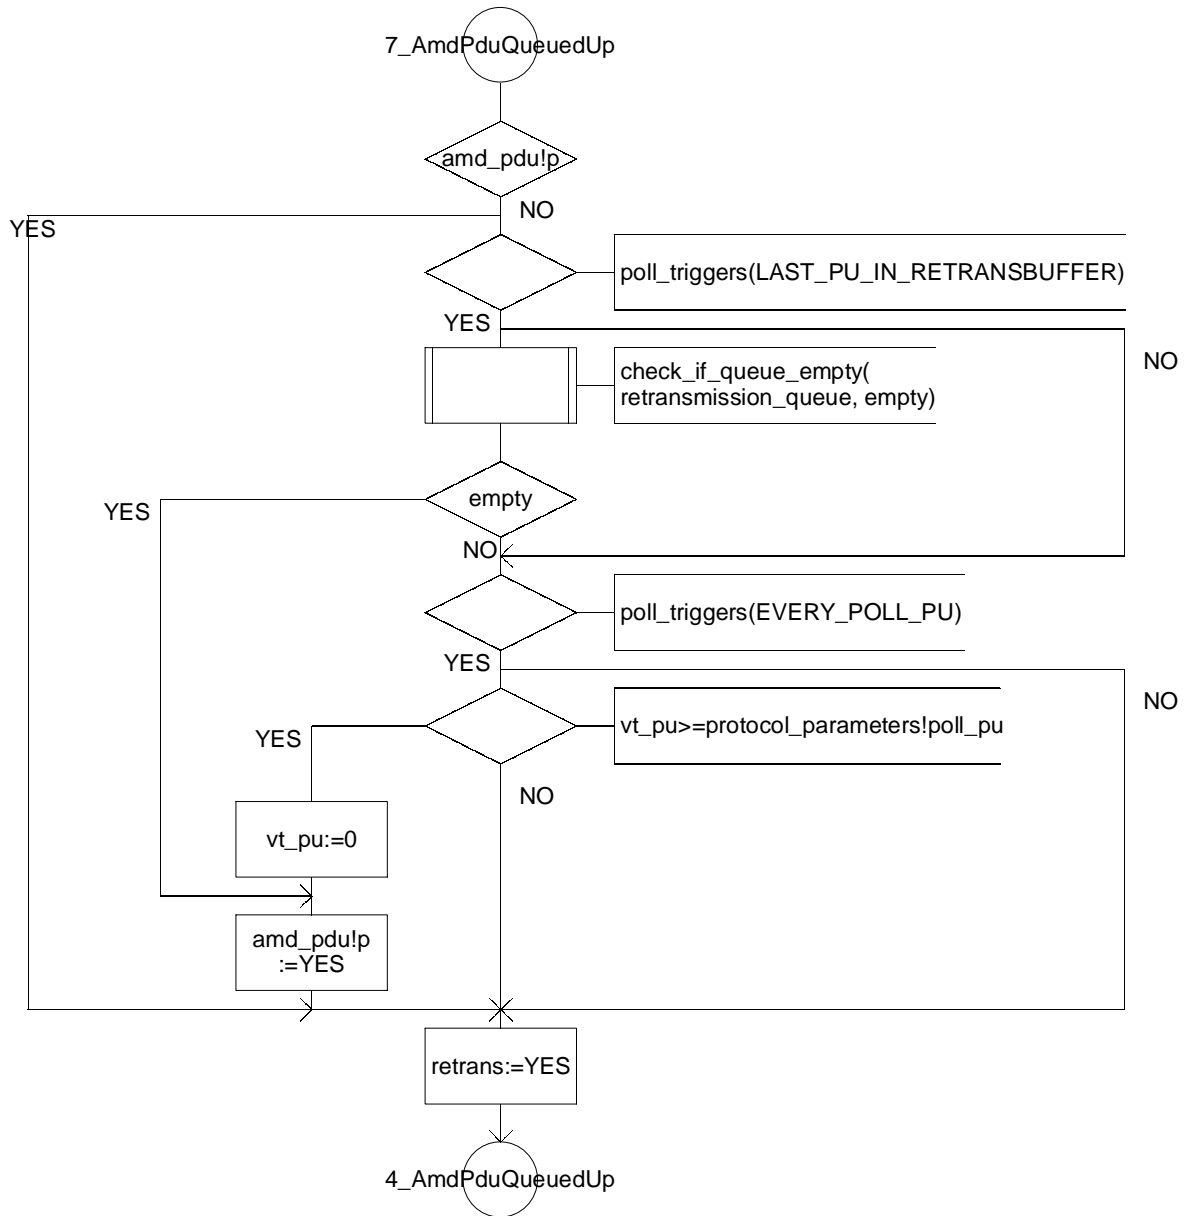 7_AmdPduQueuedUp
amd_pdu!p
NO
YES
poll_triggers(LAST_PU_IN_RETRANSBUFFER)
YES
NO
check_if_queue_empty(
retransmission_queue, empty)
empty
YES
NO
poll_triggers(EVERY_POLL_PU)
YES
NO
vt_pu>=protocol_parameters!poll_pu
YES
NO
vt_pu:=0
amd_pdu!p
:=YES
retrans:=YES
4_AmdPduQueuedUp